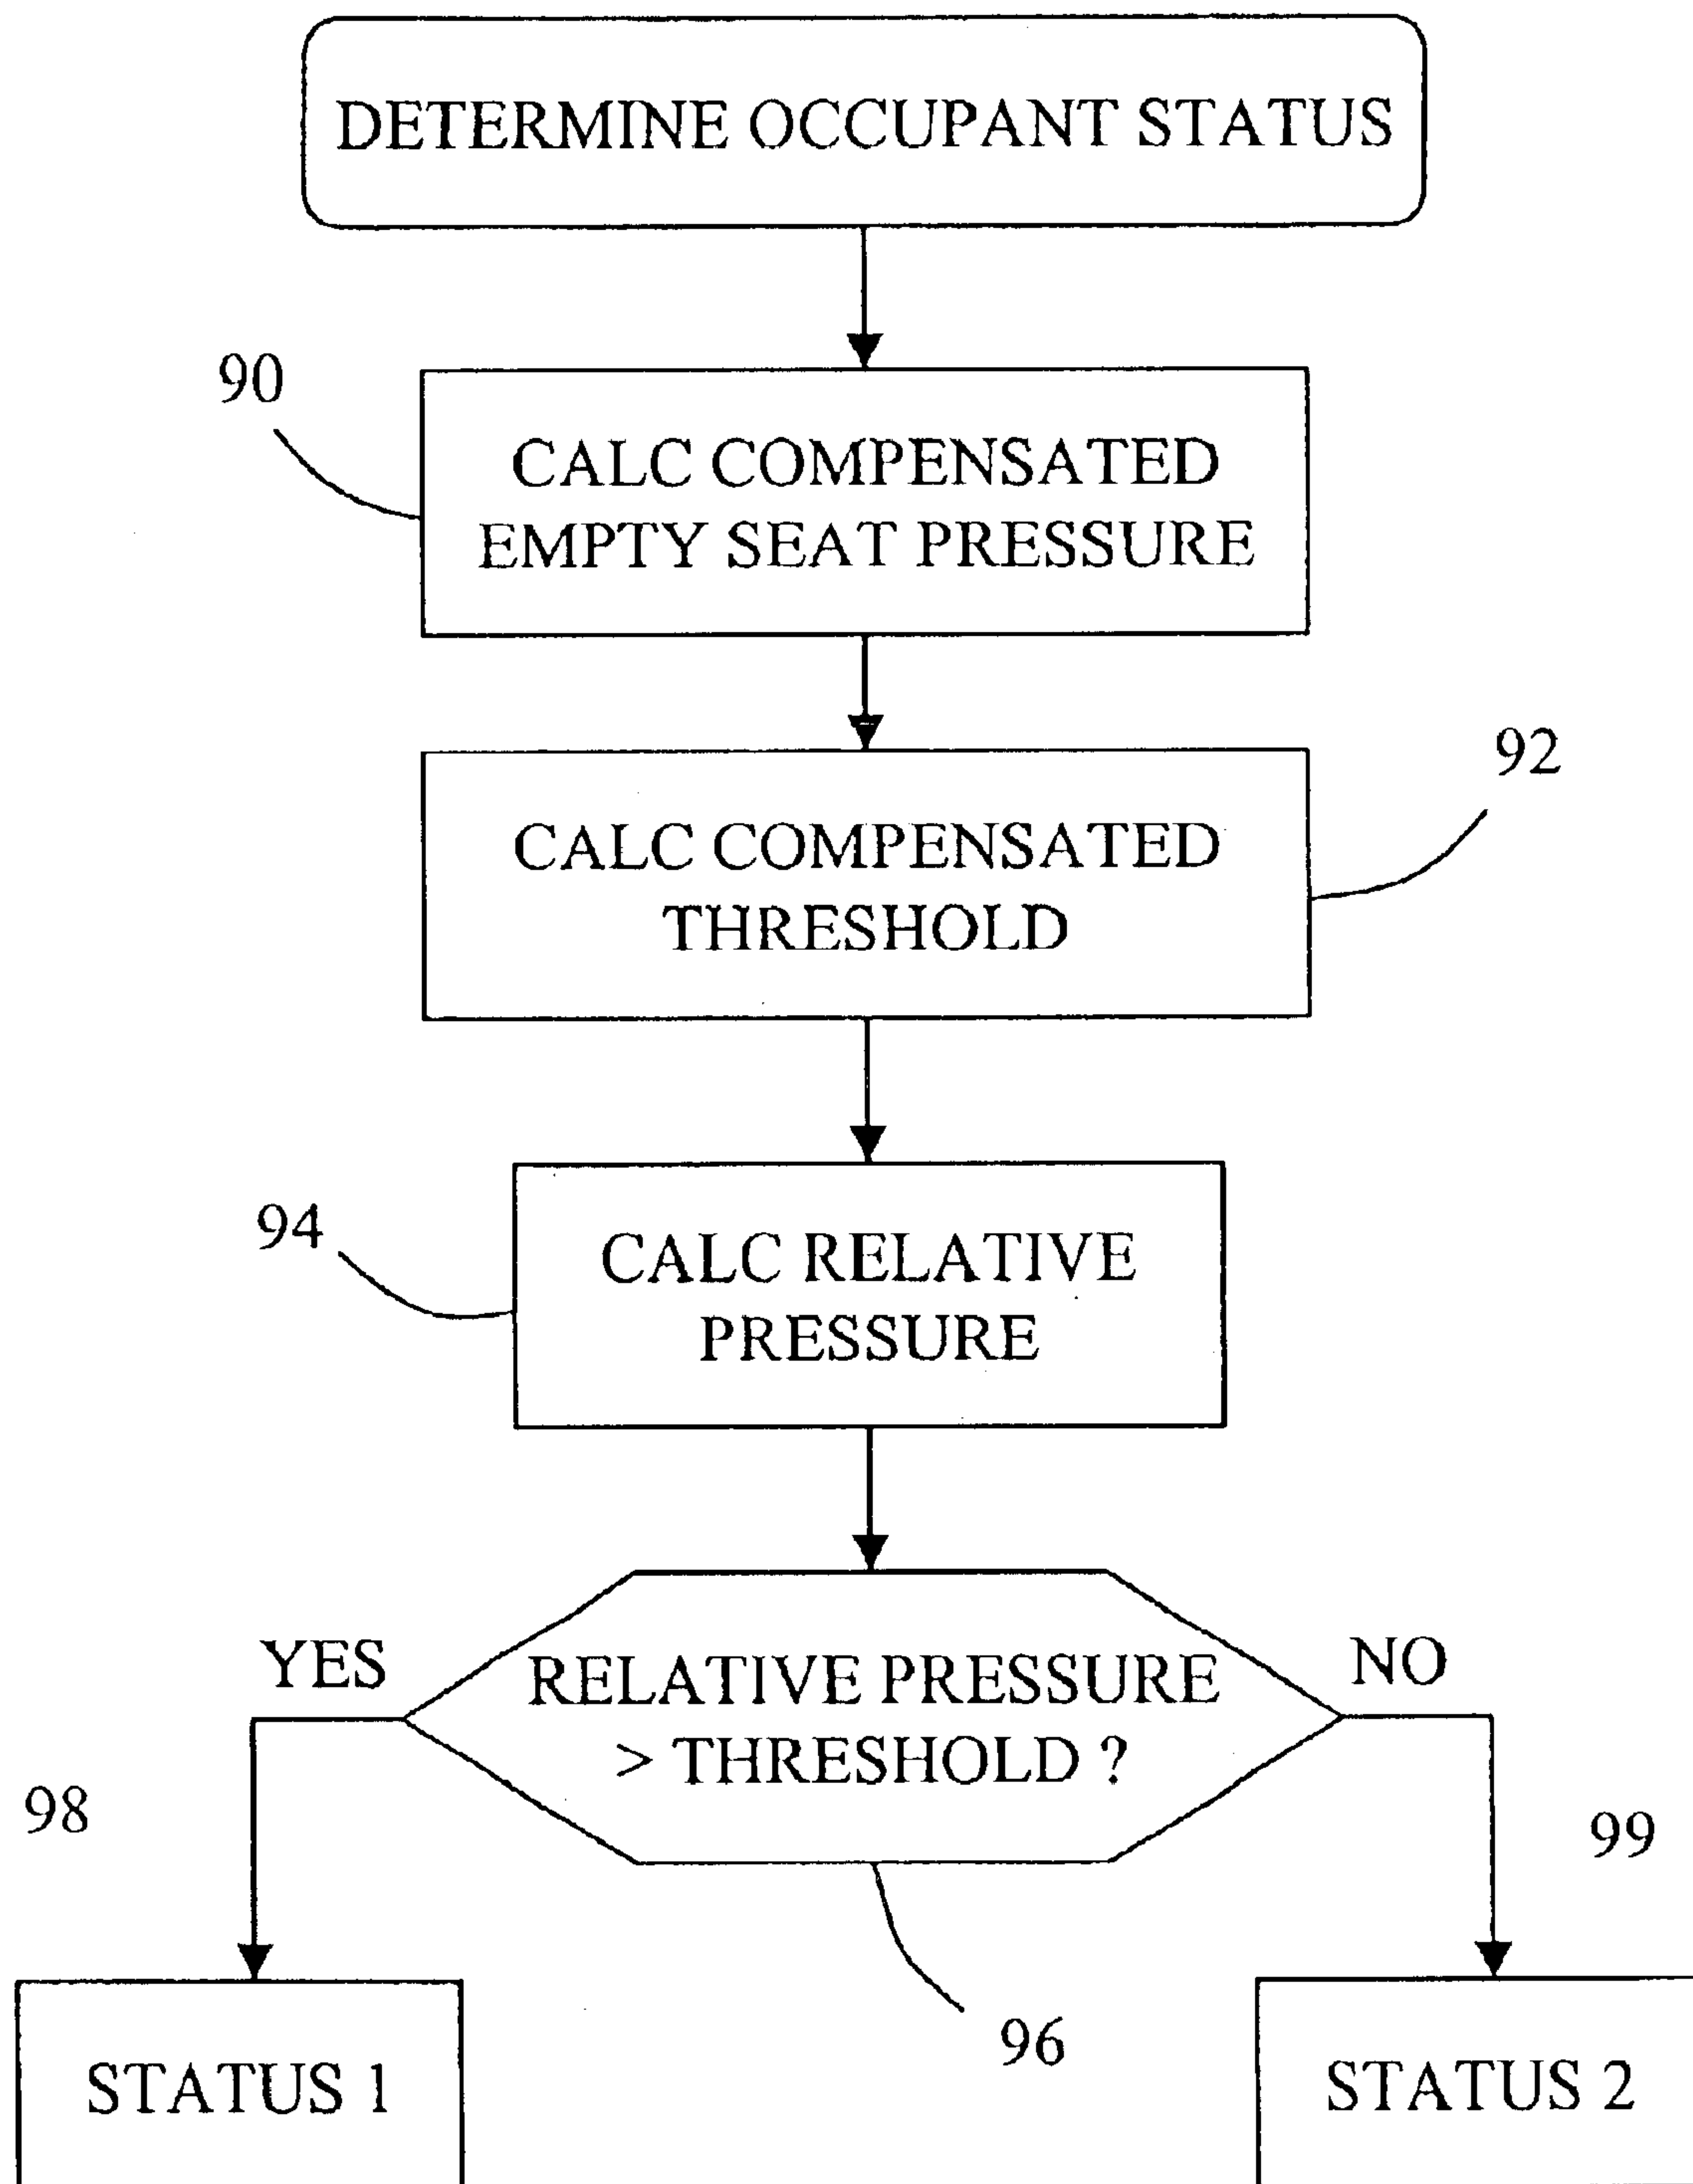 DETERMINE OCCUPANT STATUS
90
CALC COMPENSATED
EMPTY SEAT PRESSURE
92
CALC COMPENSATED
THRESHOLD
94
CALC RELATIVE
PRESSURE
YES
RELATIVE PRESSURE
> THRESHOLD ?
NO
98
99
96
STATUS 1
STATUS 2